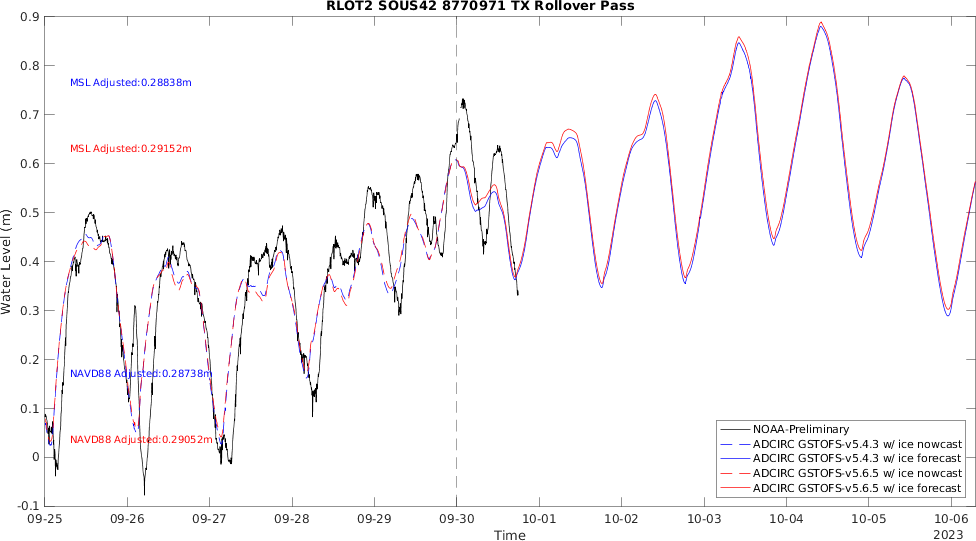 RLOT2 SOUS42 8770971 TX Rollover Pass
0.9
0.8
0.7
0.6
0.5
0.4
0.3
0.2
0.1
0
-0.1
Water Level (m)
MSL Adjusted:0.28838m
MSL Adjusted:0.29152m
NAVD88 Adjusted:0.28738m
NAVD88 Adjusted:0.29052m
NOAA-Preliminary
ADCIRC GSTOFS-v5.4.3 w/ ice nowcast
ADCIRC GSTOFS-v5.4.3 w/ ice forecast
ADCIRC GSTOFS-v5.6.5 w/ ice nowcast
ADCIRC GSTOFS-v5.6.5 w/ ice forecast
09-25 09-26 09-27 09-28 09-29 09-30 10-01 10-02 10-03 10-04 10-05 10-06
Time
2023